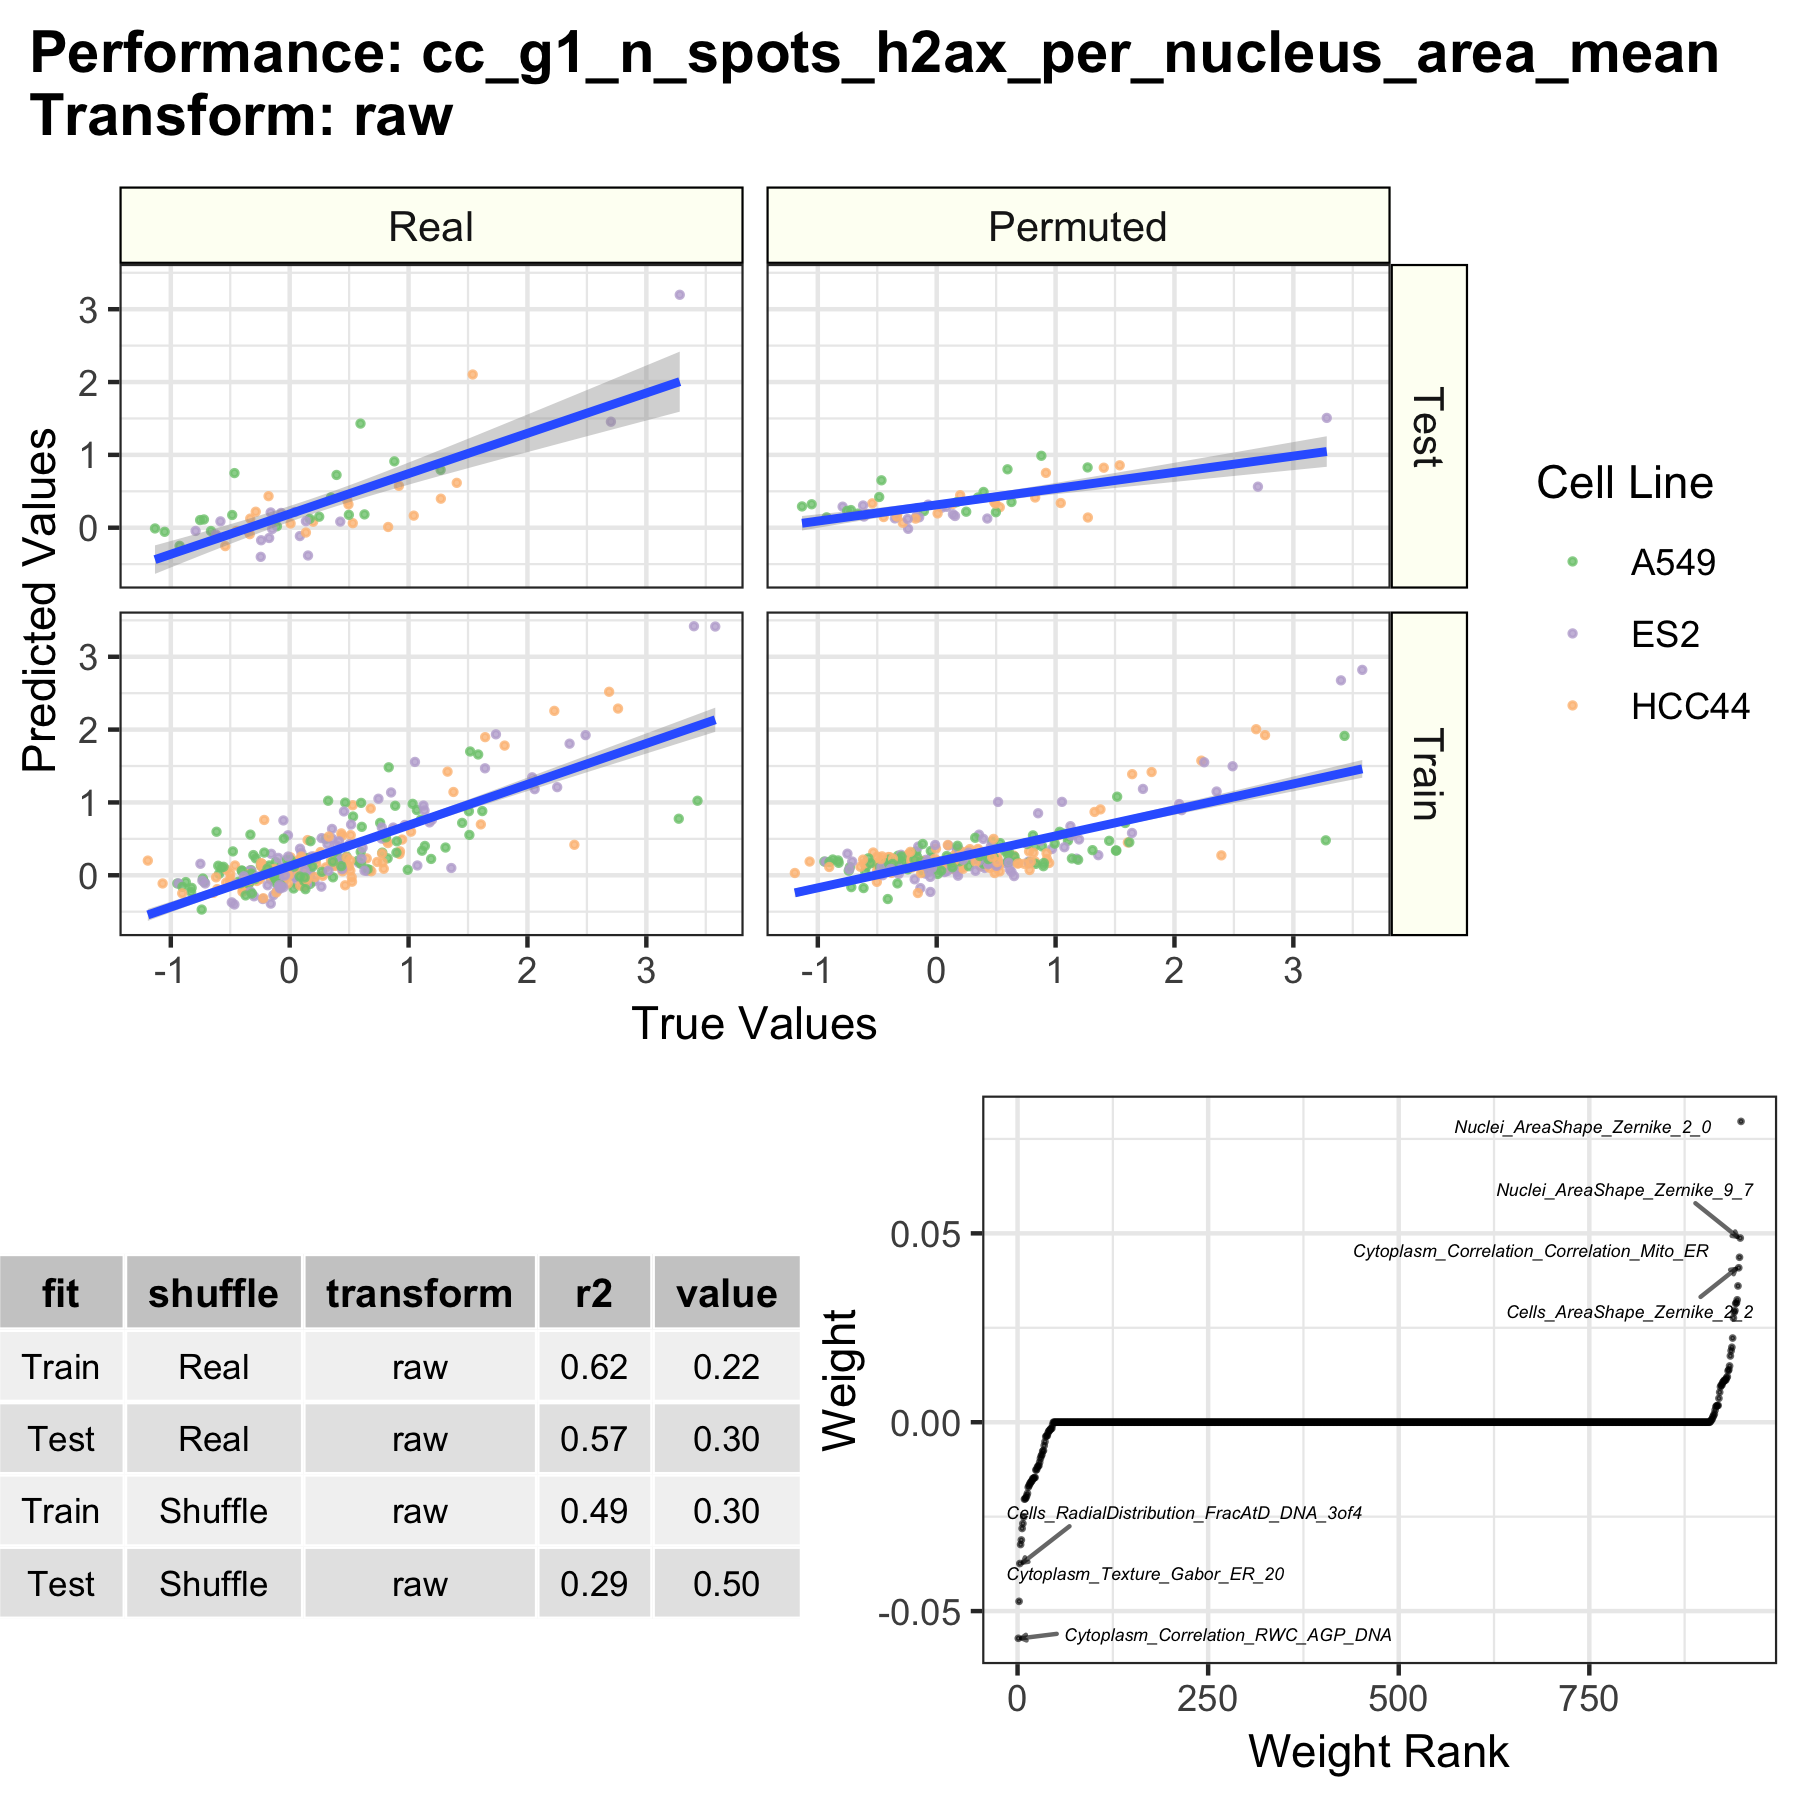 Performance: cc_g1_n_spots_h2ax_per_nucleus_area_mean
Transform: raw
Real
Permuted
Predicted Values
3
2
1
0
Test
3
2
1
0
Train
-1 0 1 2 3
-1 0 1 2 3
True Values
Cell Line
A549
ES2
HCC44
fit shuffle transform r2 value
Train Real raw 0.62 0.22
Test Real raw 0.57 0.30
Train Shuffle raw 0.49 0.30
Test Shuffle raw 0.29 0.50
Weight
0.05
0.00
-0.05
Nuclei_AreaShape_Zernike_2_0
Nuclei_AreaShape_Zernike_9_7
Cytoplasm_Correlation_Correlation_Mito_ER
Cells_AreaShape_Zernike_2_2
Cells_RadialDistribution_FracAtD_DNA_3of4
Cytoplasm_Texture_Gabor_ER_20
Cytoplasm_Correlation_RWC_AGP_DNA
0 250 500 750
Weight Rank